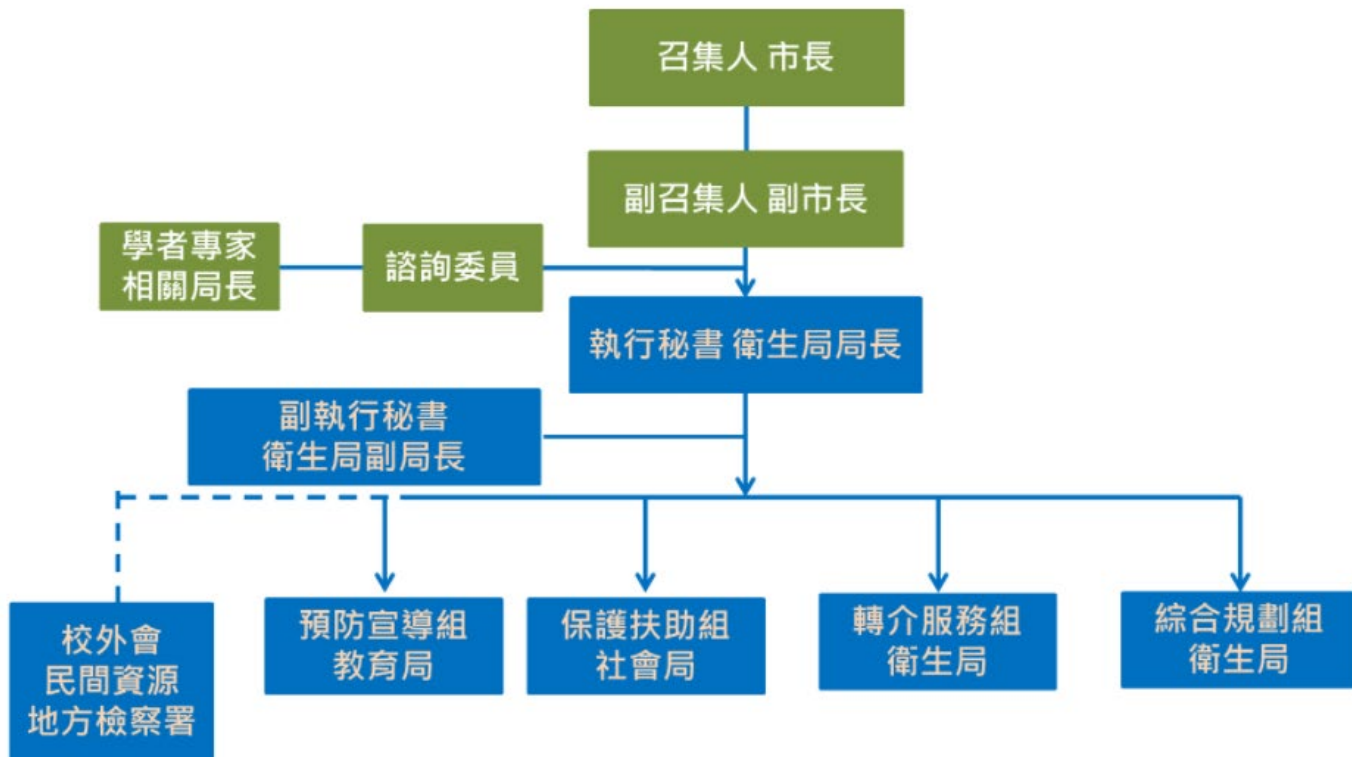 召集人 市長
副召集人 副市長
學者專家
相關局長
諮詢委員
執行秘書 衛生局局長
副執行秘書
衛生局副局長
校外會
民間資源
地方檢察署
預防宣導組
教育局
保護扶助組
社會局
轉介服務組
衛生局
綜合規劃組
衛生局